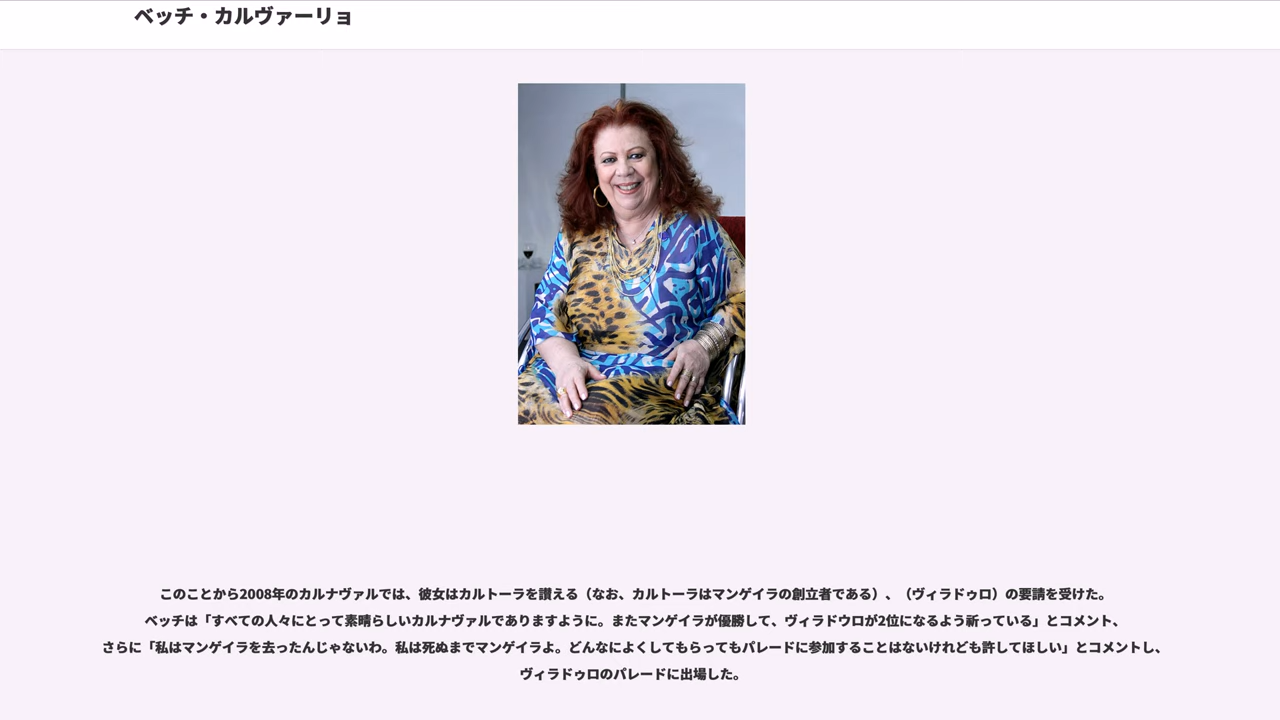 ベッチ・カルヴァーリョ
このことから2008年のカルナヴァルでは、彼女はカルトーラを讃える（なお、カルトーラはマンゲイラの創立者である）、（ヴィラドゥロ）の要請を受けた。
ベッチは「すべての人々にとって素晴らしいカルナヴァルでありますように。またマンゲイラが優勝して、ヴィラドウロが2位になるよう祈っている」とコメント、
さらに「私はマンゲイラを去ったんじゃないわ。私は死ぬまでマンゲイラよ。どんなによくしてもらってもパレードに参加することはないけれども許してほしい」とコメントし、
ヴィラドゥロのパレードに出場した。